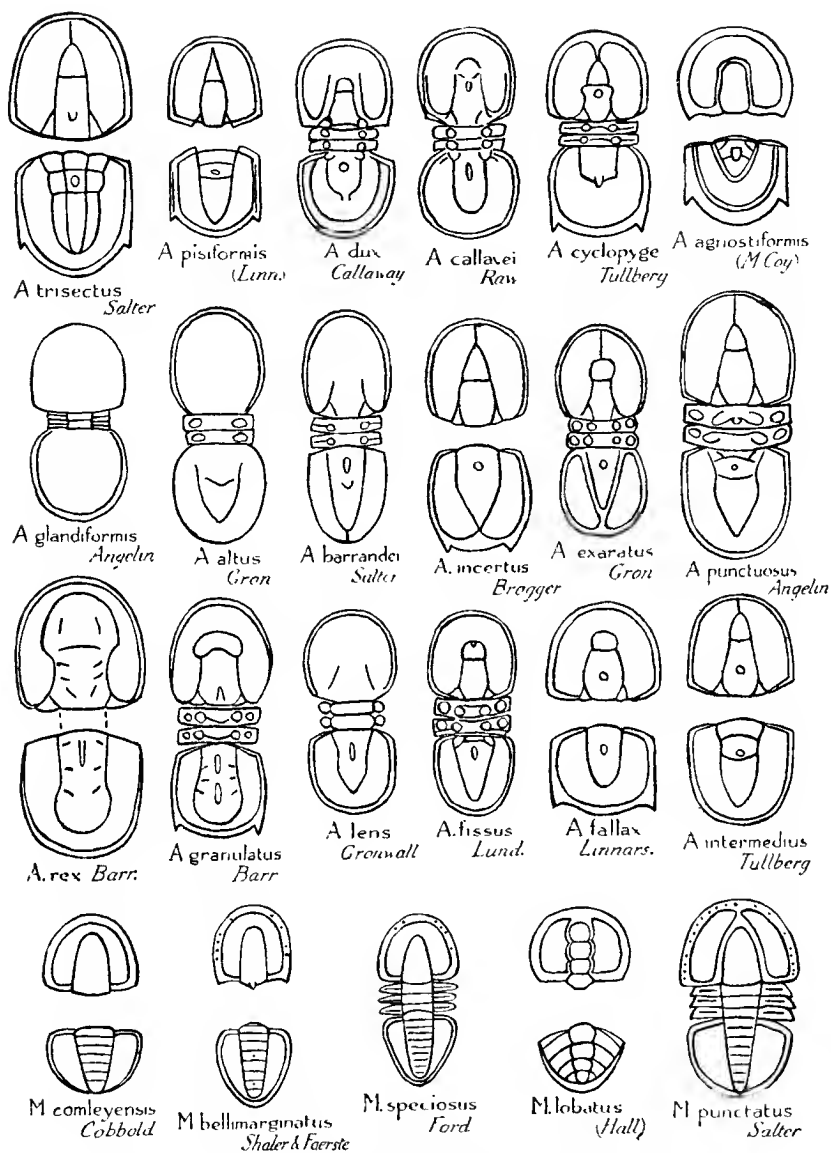 A trisectus
Salter
A pisiformis
(Linn.)
A dux
Callaway
A callavei
Raw
A cyclopyge
Tullberg
A agnostiformis
(M Coy)
A glandiformis
Angelin
A altus
Gron
A barrandei
Salter
A. incertus
Brogger
A exaratus
Gron
A punctuosus
Angelin
A. rex Barr.
A granulatus
Barr
A lens
Gronwall
A. fissus
Lund.
A fallax
Linnars.
A intermedius
Tullberg
M comleyensis
Cobbold
M bellimarginatus
Shaler & Faerste
M. speciosus
Ford
M. lobatus
(Hall)
M punctatus
Salter